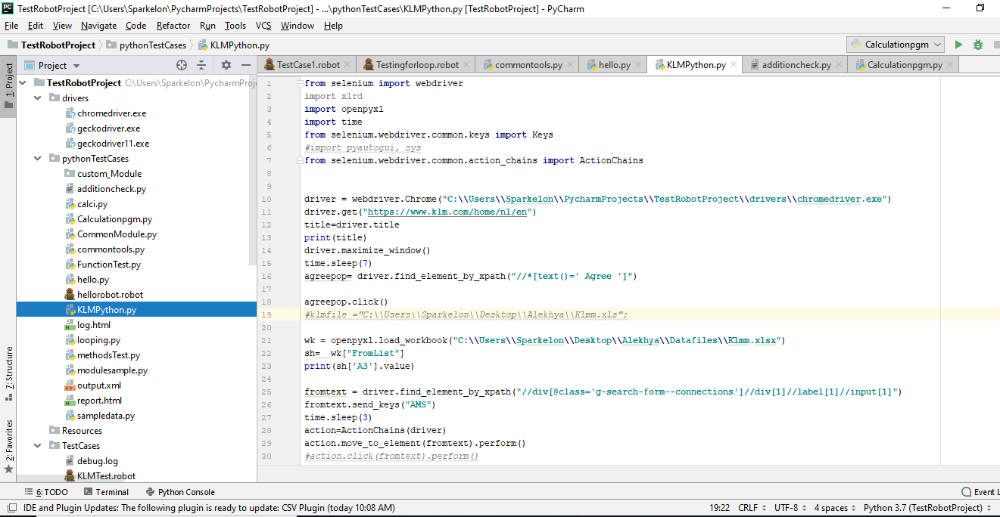 TestRobotProject [C:\Users\Sparkelon\PycharmProjects\TestRobotProject] - ...\pythonTestCases\KLMPython.py [TestRobotProject] - PyCharm
File Edit View Navigate Code Refactor Run Tools VCS Window Help
TestRobotProject pythonTestCases KLMPython.py Calculationpgm
1: Project
7: Structure
2: Favorites
Project
TestCase1.robot Testingforloop.robot commontools.py hello.py KLMPython.py additioncheck.py Calculationpgm.py
TestRobotProject C:\Users\Sparkelon\PycharmProje
drivers
chromedriver.exe
geckodriver.exe
geckodriver11.exe
pythonTestCases
custom_Module
additioncheck.py
calci.py
Calculationpgm.py
CommonModule.py
commontools.py
FunctionTest.py
hello.py
hellorobot.robot
KLMPython.py
log.html
looping.py
methodsTest.py
modulesample.py
output.xml
report.html
sampledata.py
Resources
TestCases
debug.log
KLMTest.robot
1 from selenium import webdriver
2 import xlrd
3 import openpyxl
4 import time
5 from selenium.webdriver.common.keys import Keys
6 #import pyautogui, sys
7 from selenium.webdriver.common.action_chains import ActionChains
8
9
10 driver = webdriver.Chrome("C:\\Users\\Sparkelon\\PycharmProjects\\TestRobotProject\\drivers\\chromedriver.exe")
11 driver.get("https://www.klm.com/home/nl/en")
12 title=driver.title
13 print(title)
14 driver.maximize_window()
15 time.sleep(7)
16 agreepop= driver.find_element_by_xpath("//*[text()=' Agree ']")
17
18 agreepop.click()
19 #klmfile ="C:\\Users\\Sparkelon\\Desktop\\Alekhya\\Klmm.xls";
20
21 wk = openpyxl.load_workbook("C:\\Users\\Sparkelon\\Desktop\\Alekhya\\Datafiles\\Klmm.xlsx")
22 sh=  wk["FromList"]
23 print(sh['A3'].value)
24
25 fromtext = driver.find_element_by_xpath("//div[@class='g-search-form--connections']//div[1]//label[1]//input[1]")
26 fromtext.send_keys("AMS")
27 time.sleep(3)
28 action=ActionChains(driver)
29 action.move_to_element(fromtext).perform()
30 #action.click(fromtext).perform()
6: TODO Terminal Python Console Event L
IDE and Plugin Updates: The following plugin is ready to update: CSV Plugin (today 10:08 AM) 19:22 CRLF UTF-8 4 spaces Python 3.7 (TestRobotProject)